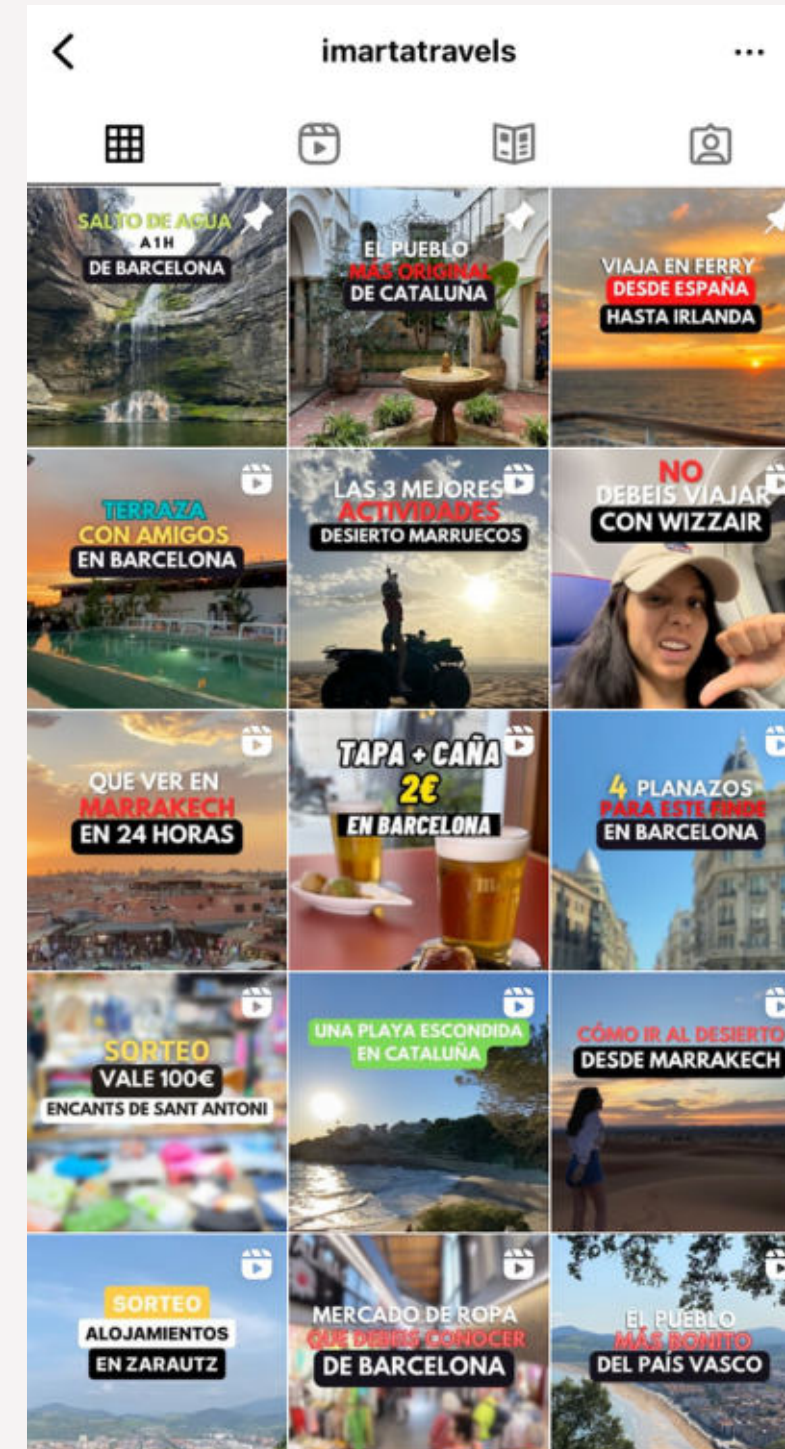 imartatravels
SALTO DE AGUA
A 1H
DE BARCELONA
EL PUEBLO
MÁS ORIGINAL
DE CATALUÑA
VIAJA EN FERRY
DESDE ESPAÑA
HASTA IRLANDA
TERRAZA
CON AMIGOS
EN BARCELONA
LAS 3 MEJORES
ACTIVIDADES
DESIERTO MARRUECOS
NO
DEBEIS VIAJAR
CON WIZZAIR
QUE VER EN
MARRAKECH
EN 24 HORAS
TAPA + CAÑA
2€
EN BARCELONA
4 PLANAZOS
PARA ESTE FINDE
EN BARCELONA
SORTEO
VALE 100€
ENCANTS DE SANT ANTONI
UNA PLAYA ESCONDIDA
EN CATALUÑA
CÓMO IR AL DESIERTO
DESDE MARRAKECH
SORTEO
ALOJAMIENTOS
EN ZARAUTZ
MERCADO DE ROPA
QUE DEBES CONOCER
DE BARCELONA
EL PUEBLO
MÁS BONITO
DEL PAÍS VASCO